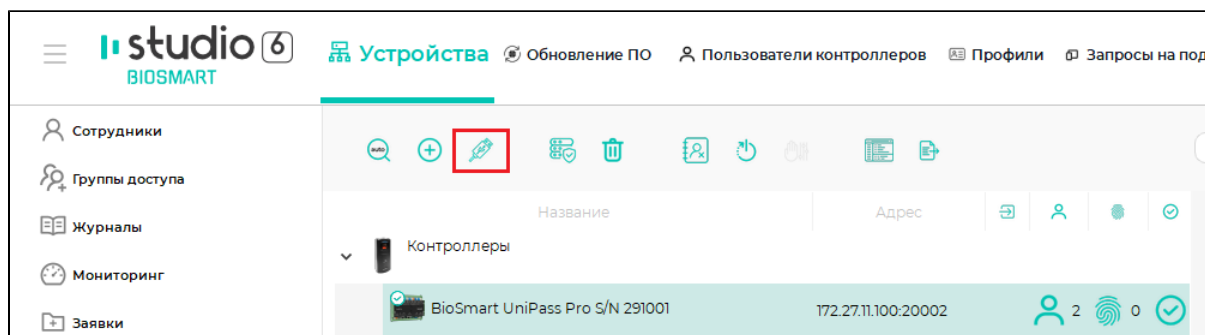 studio 6
BIOSMART
Устройства Обновление ПО Пользователи контроллеров Профили Запросы на под
Сотрудники
Группы доступа
Журналы
Мониторинг
Заявки
auto
Название Адрес
Контроллеры
BioSmart UniPass Pro S/N 291001 172.27.11.100:20002 2 0